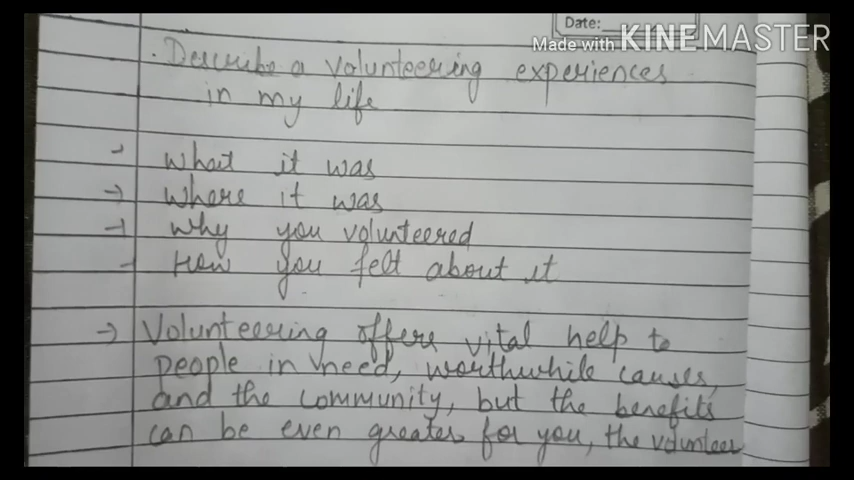 Date:
Made with KINEMASTER
. Describe a volunteering experiences
in my life
→ What it was
→ Where it was
→ Why you volunteered
→ How you felt about it
→ Volunteering offers vital help to
people in need, worthwhile causes,
and the community, but the benefits
can be even greater for you, the volunteer